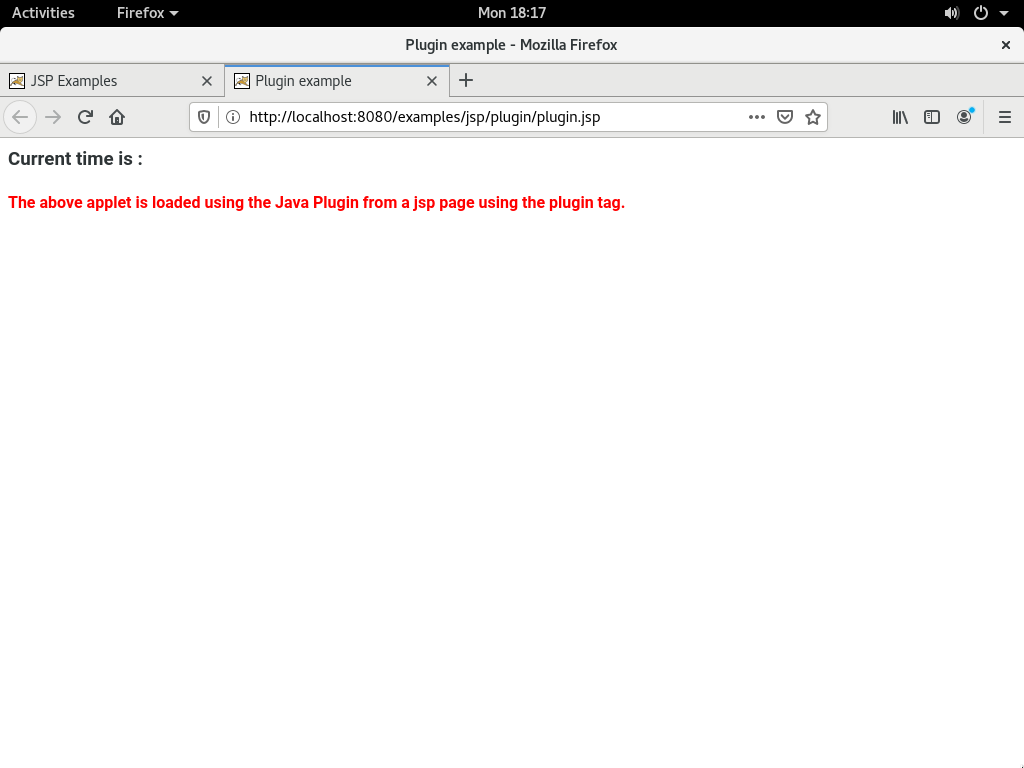 Activities Firefox Mon 18:17
Plugin example - Mozilla Firefox
JSP Examples Plugin example
http://localhost:8080/examples/jsp/plugin/plugin.jsp
Current time is :
The above applet is loaded using the Java Plugin from a jsp page using the plugin tag.